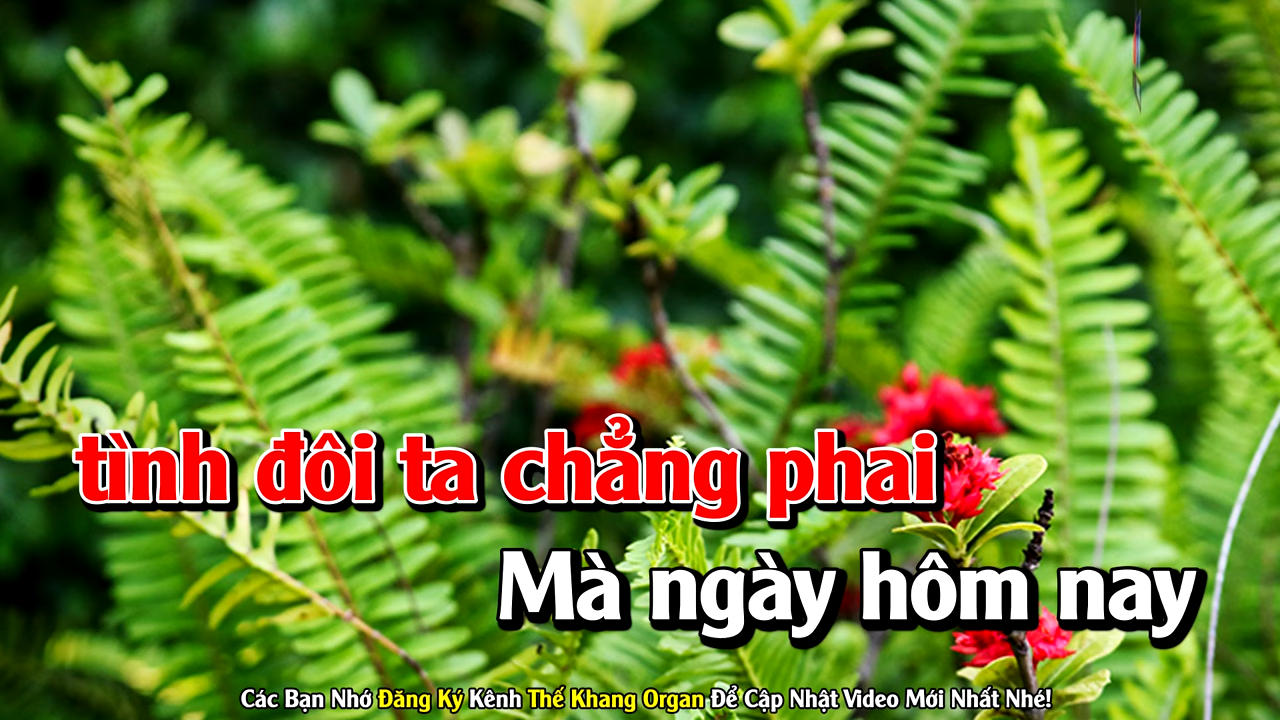 tình đôi ta chẳng phai
Mà ngày hôm nay
Các Bạn Nhớ Đăng Ký Kênh Thế Khang Organ Để Cập Nhật Video Mới Nhất Nhé!